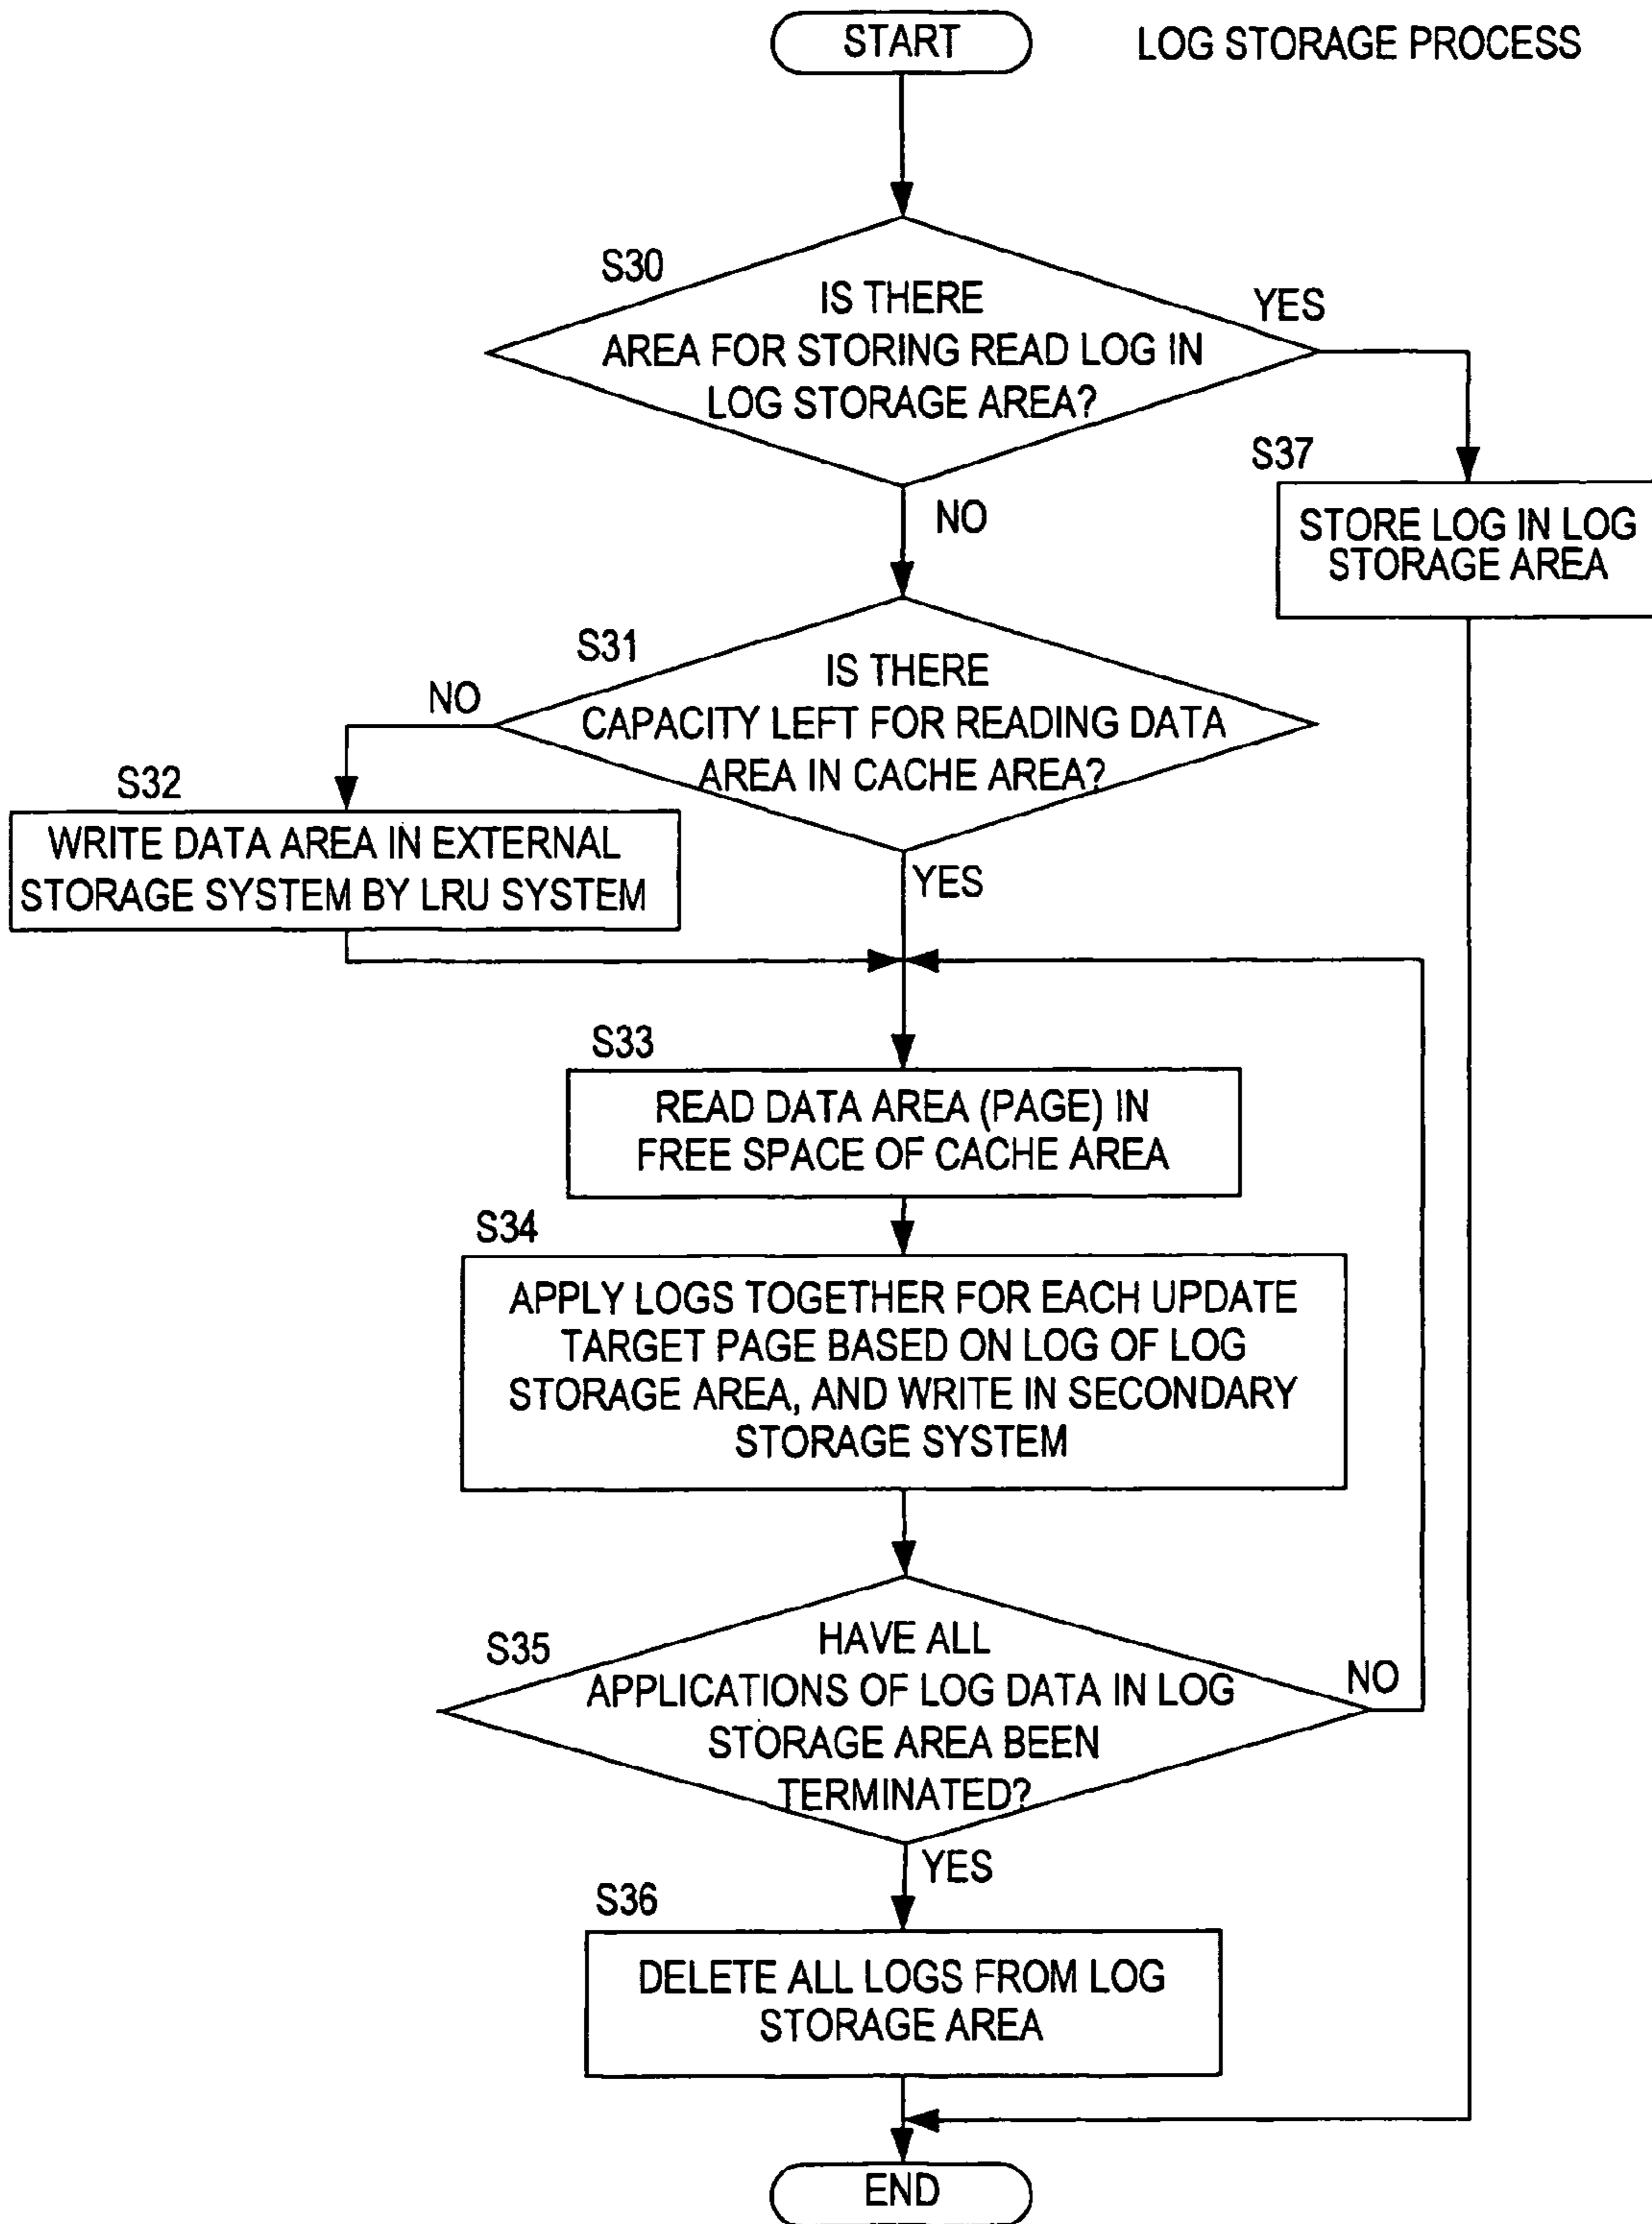 START
LOG STORAGE PROCESS
S30
IS THERE
AREA FOR STORING READ LOG IN
LOG STORAGE AREA?
YES
NO
S37
STORE LOG IN LOG
STORAGE AREA
S31
IS THERE
CAPACITY LEFT FOR READING DATA
AREA IN CACHE AREA?
NO
YES
S32
WRITE DATA AREA IN EXTERNAL
STORAGE SYSTEM BY LRU SYSTEM
S33
READ DATA AREA (PAGE) IN
FREE SPACE OF CACHE AREA
S34
APPLY LOGS TOGETHER FOR EACH UPDATE
TARGET PAGE BASED ON LOG OF LOG
STORAGE AREA, AND WRITE IN SECONDARY
STORAGE SYSTEM
S35
HAVE ALL
APPLICATIONS OF LOG DATA IN LOG
STORAGE AREA BEEN
TERMINATED?
NO
YES
S36
DELETE ALL LOGS FROM LOG
STORAGE AREA
END